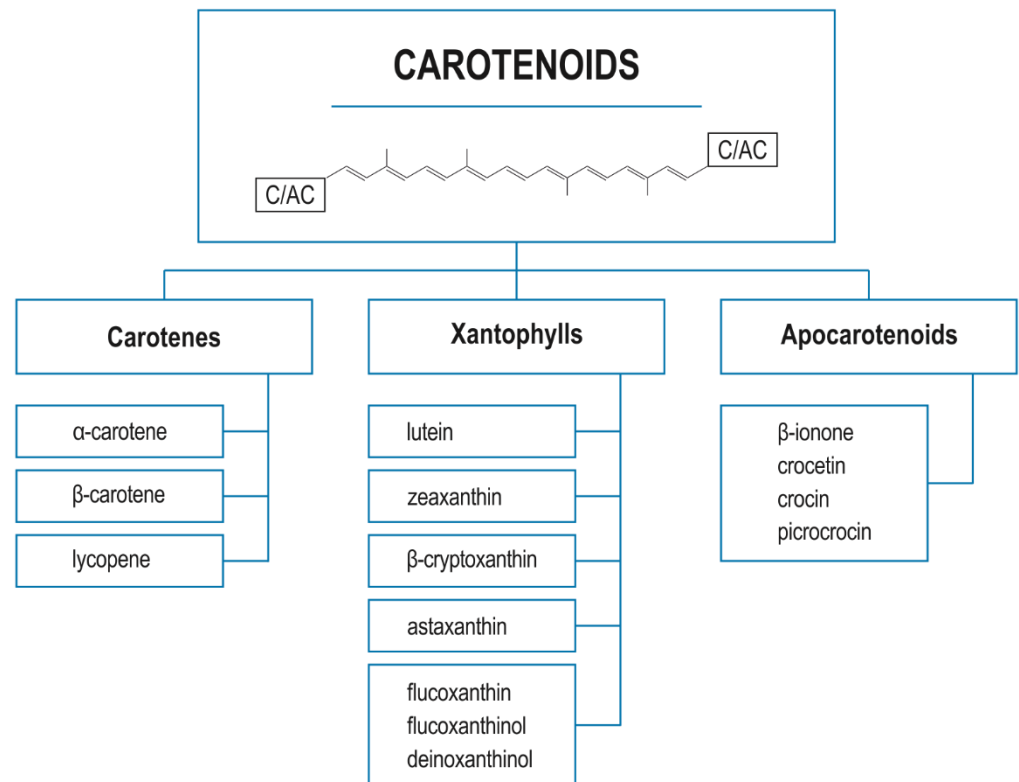 CAROTENOIDS
C/AC
C/AC
Carotenes
Xantophylls
Apocarotenoids
α-carotene
β-carotene
lycopene
lutein
zeaxanthin
β-cryptoxanthin
astaxanthin
flucoxanthin
flucoxanthinol
deinoxanthinol
β-ionone
crocetin
crocin
picrocrocin